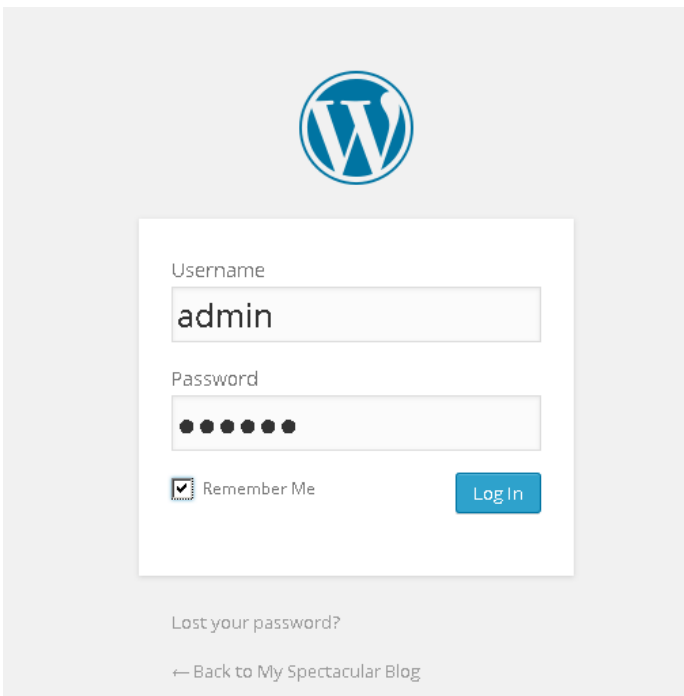 Username
admin
Password
Remember Me
Log In
Lost your password?
← Back to My Spectacular Blog